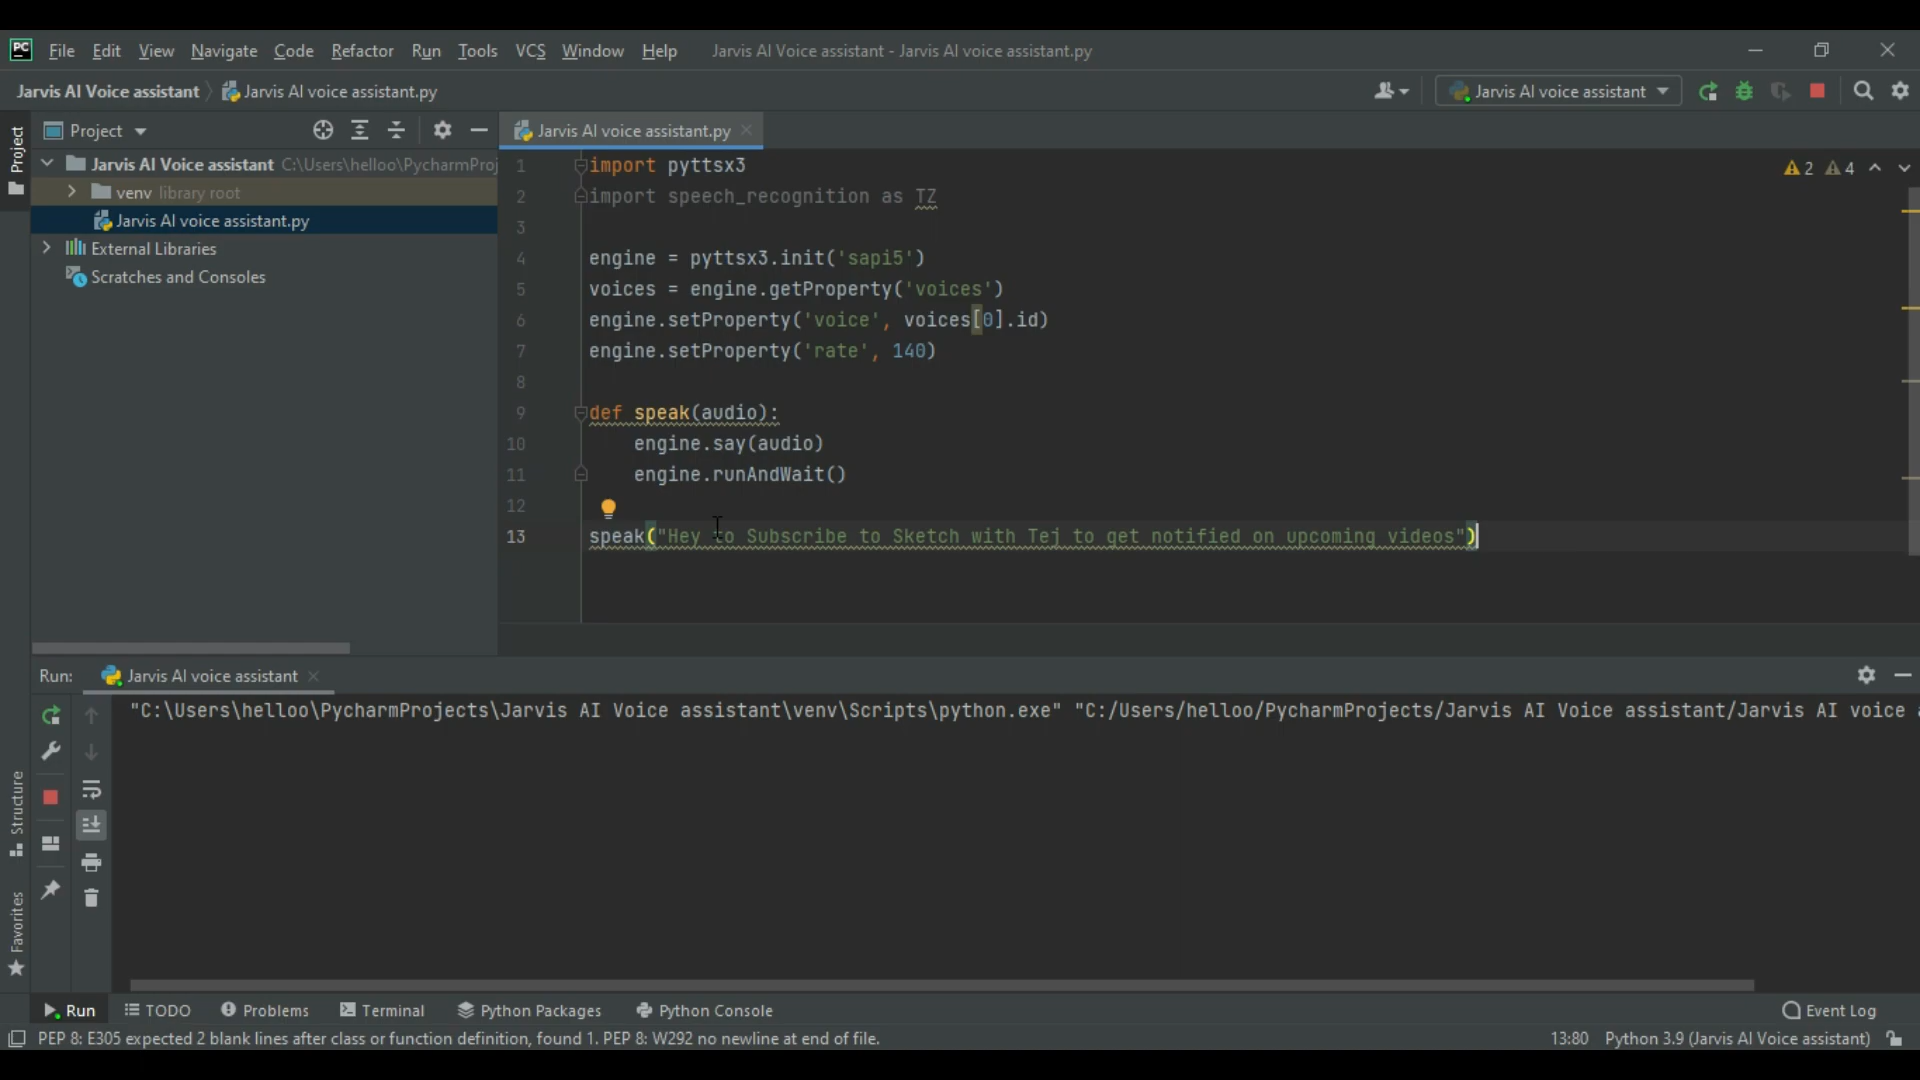 PC File Edit View Navigate Code Refactor Run Tools VCS Window Help Jarvis AI Voice assistant - Jarvis AI voice assistant.py
Jarvis AI Voice assistant Jarvis AI voice assistant.py Jarvis AI voice assistant
Project
Project
Jarvis AI voice assistant.py
Jarvis AI Voice assistant C:\Users\helloo\PycharmProj
venv library root
Jarvis AI voice assistant.py
External Libraries
Scratches and Consoles
2 4
1 import pyttsx3
2 import speech_recognition as TZ
3
4 engine = pyttsx3.init('sapi5')
5 voices = engine.getProperty('voices')
6 engine.setProperty('voice', voices[0].id)
7 engine.setProperty('rate', 140)
8
9 def speak(audio):
10 engine.say(audio)
11 engine.runAndWait()
12
13 speak("Hey to Subscribe to Sketch with Tej to get notified on upcoming videos")
Run: Jarvis AI voice assistant
"C:\Users\helloo\PycharmProjects\Jarvis AI Voice assistant\venv\Scripts\python.exe" "C:/Users/helloo/PycharmProjects/Jarvis AI Voice assistant/Jarvis AI voice
Structure
Favorites
Run TODO Problems Terminal Python Packages Python Console Event Log
PEP 8: E305 expected 2 blank lines after class or function definition, found 1. PEP 8: W292 no newline at end of file. 13:80 Python 3.9 (Jarvis AI Voice assistant)